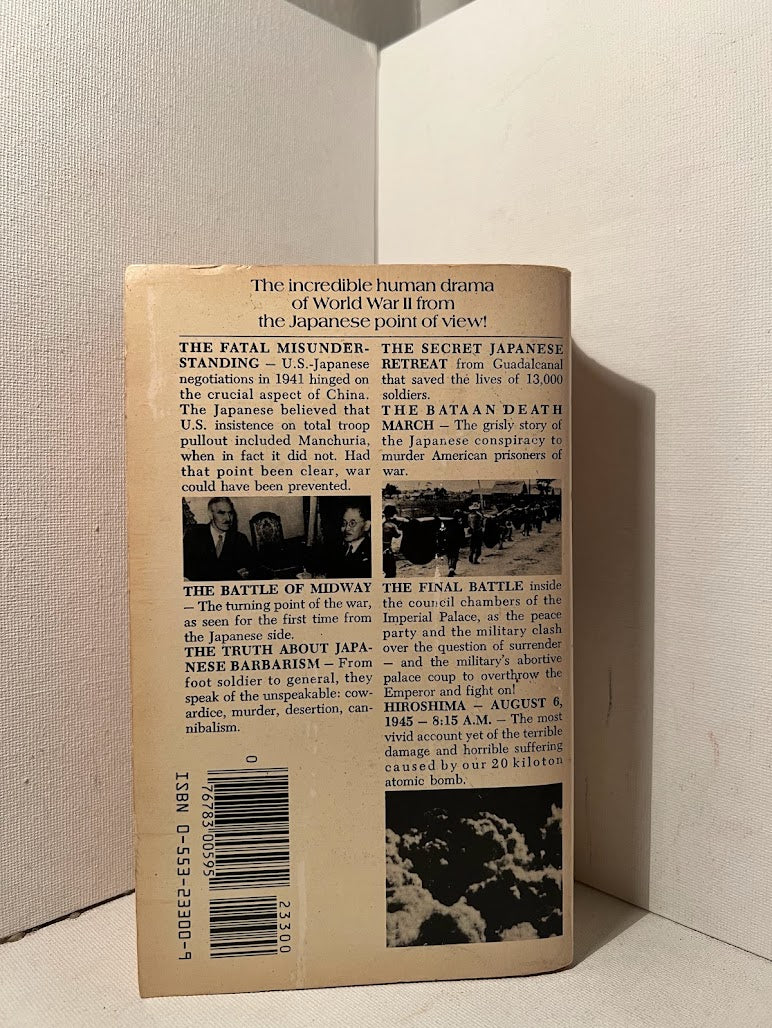 The incredible human drama
of World War II from
the Japanese point of view!
THE FATAL MISUNDER-
STANDING — U.S.-Japanese
negotiations in 1941 hinged on
the crucial aspect of China.
The Japanese believed that
U.S. insistence on total troop
pullout included Manchuria,
when in fact it did not. Had
that point been clear, war
could have been prevented.
THE BATTLE OF MIDWAY
— The turning point of the war,
as seen for the first time from
the Japanese side.
THE TRUTH ABOUT JAPA-
NESE BARBARISM — From
foot soldier to general, they
speak of the unspeakable: cow-
ardice, murder, desertion, can-
nibalism.
THE SECRET JAPANESE
RETREAT from Guadalcanal
that saved the lives of 13,000
soldiers.
THE BATAAN DEATH
MARCH — The grisly story of
the Japanese conspiracy to
murder American prisoners of
war.
THE FINAL BATTLE inside
the council chambers of the
Imperial Palace, as the peace
party and the military clash
over the question of surrender
— and the military's abortive
palace coup to overthrow the
Emperor and fight on!
HIROSHIMA — AUGUST 6,
1945 — 8:15 A.M. — The most
vivid account yet of the terrible
damage and horrible suffering
caused by our 20 kiloton
atomic bomb.
ISBN 0-553-23300-9
0
76783 00595
23300